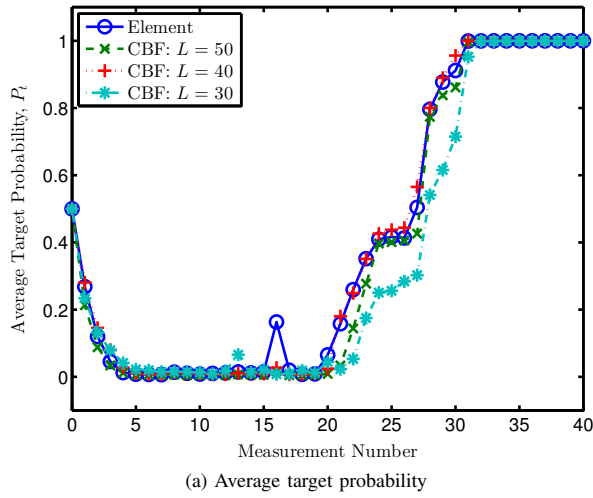 Element
CBF: L = 50
CBF: L = 40
CBF: L = 30
Average Target Probability, P_t
1
0.8
0.6
0.4
0.2
0
0 5 10 15 20 25 30 35 40
Measurement Number
(a) Average target probability